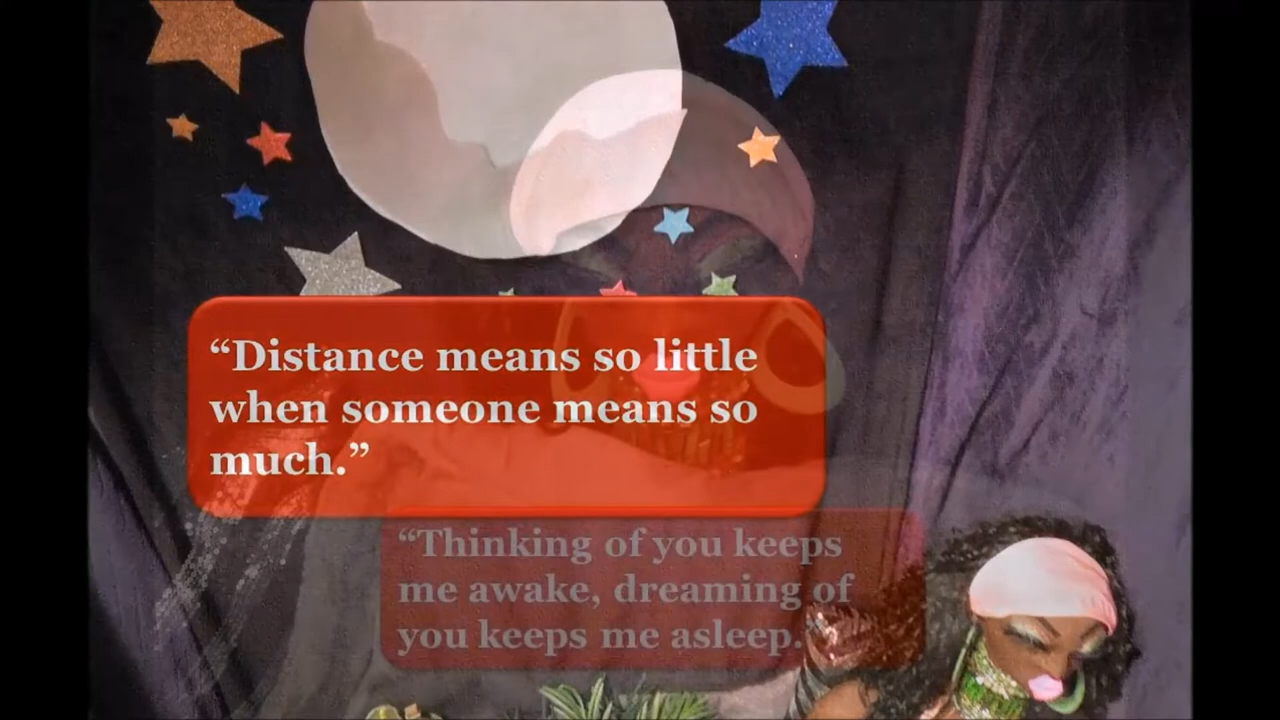 “Distance means so little
when someone means so
much.”
“Thinking of you keeps
me awake, dreaming of
you keeps me asleep.”